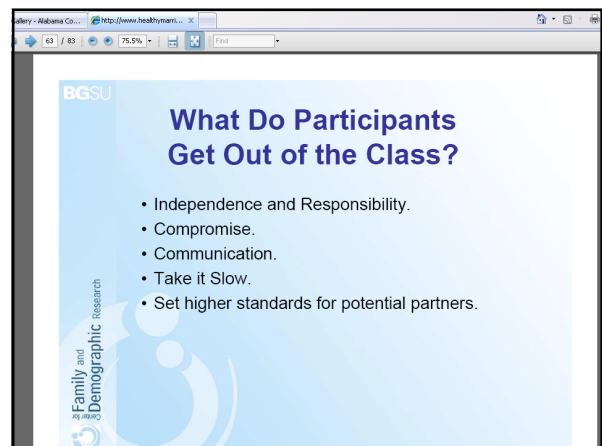 allery - Alabama Co...
http://www.healthymarri...
63 / 83
75.5%
Find
BGSU
What Do Participants
Get Out of the Class?
• Independence and Responsibility.
• Compromise.
• Communication.
• Take it Slow.
• Set higher standards for potential partners.
Center for
Family and
Demographic Research